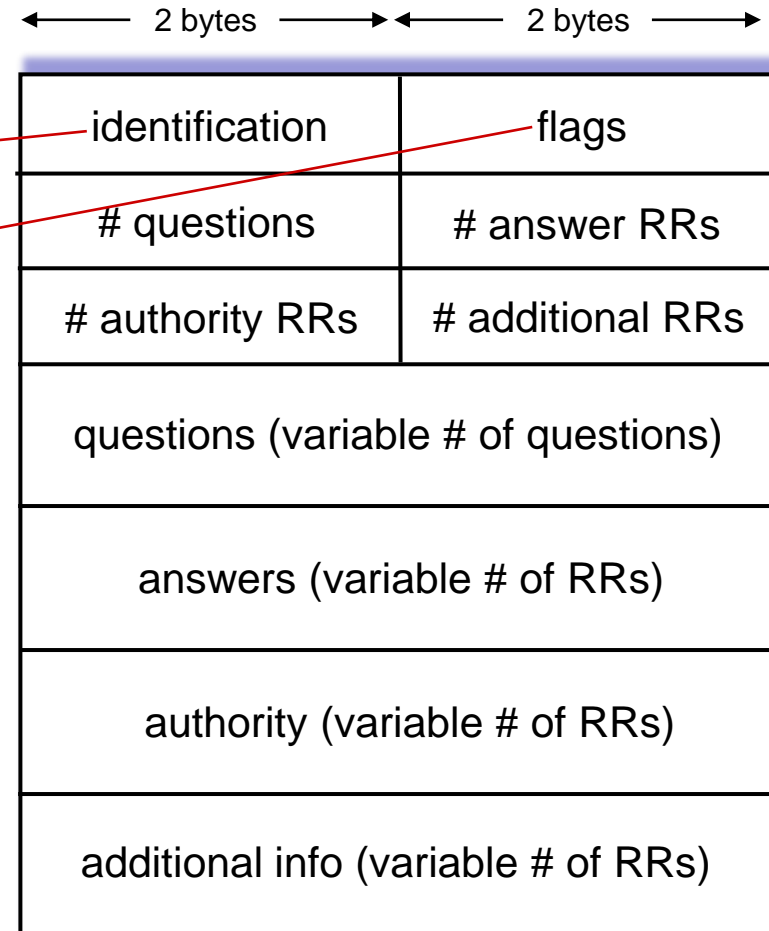 2 bytes 2 bytes
identification flags
# questions # answer RRs
# authority RRs # additional RRs
questions (variable # of questions)
answers (variable # of RRs)
authority (variable # of RRs)
additional info (variable # of RRs)